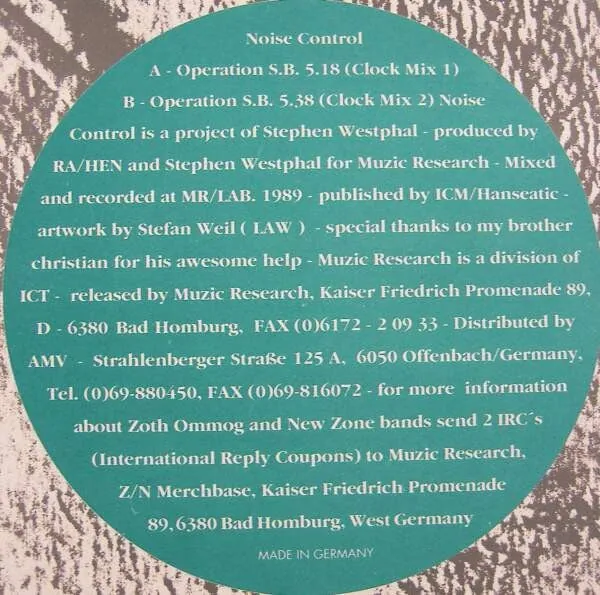 Noise Control
A - Operation S.B. 5.18 (Clock Mix 1)
B - Operation S.B. 5.38 (Clock Mix 2) Noise
Control is a project of Stephen Westphal - produced by
RA/HEN and Stephen Westphal for Muzic Research - Mixed
and recorded at MR/LAB. 1989 - published by ICM/Hanseatic -
artwork by Stefan Weil ( LAW ) - special thanks to my brother
christian for his awesome help - Muzic Research is a division of
ICT - released by Muzic Research, Kaiser Friedrich Promenade 89,
D - 6380 Bad Homburg, FAX (0)6172 - 2 09 33 - Distributed by
AMV - Strahlenberger Straße 125 A, 6050 Offenbach/Germany,
Tel. (0)69-880450, FAX (0)69-816072 - for more information
about Zoth Ommog and New Zone bands send 2 IRC´s
(International Reply Coupons) to Muzic Research,
Z/N Merchbase, Kaiser Friedrich Promenade
89, 6380 Bad Homburg, West Germany
MADE IN GERMANY